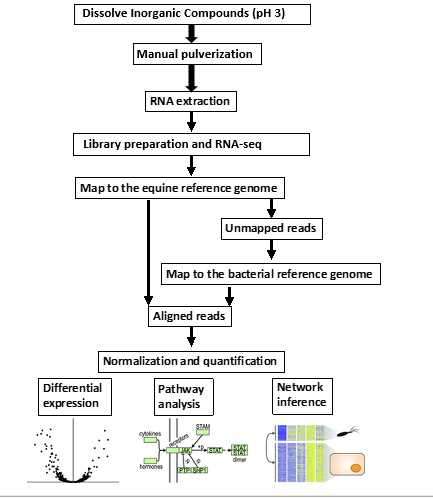 Dissolve Inorganic Compounds (pH 3)
Manual pulverization
RNA extraction
Library preparation and RNA-seq
Map to the equine reference genome
Unmapped reads
Map to the bacterial reference genome
Aligned reads
Normalization and quantification
Differential
expression
Pathway
analysis
Network
inference
cytokines
hormones
receptors
JAK
STAM
+p
STAT
STAT
STAT
dimer
-p
PTP1
SHP1